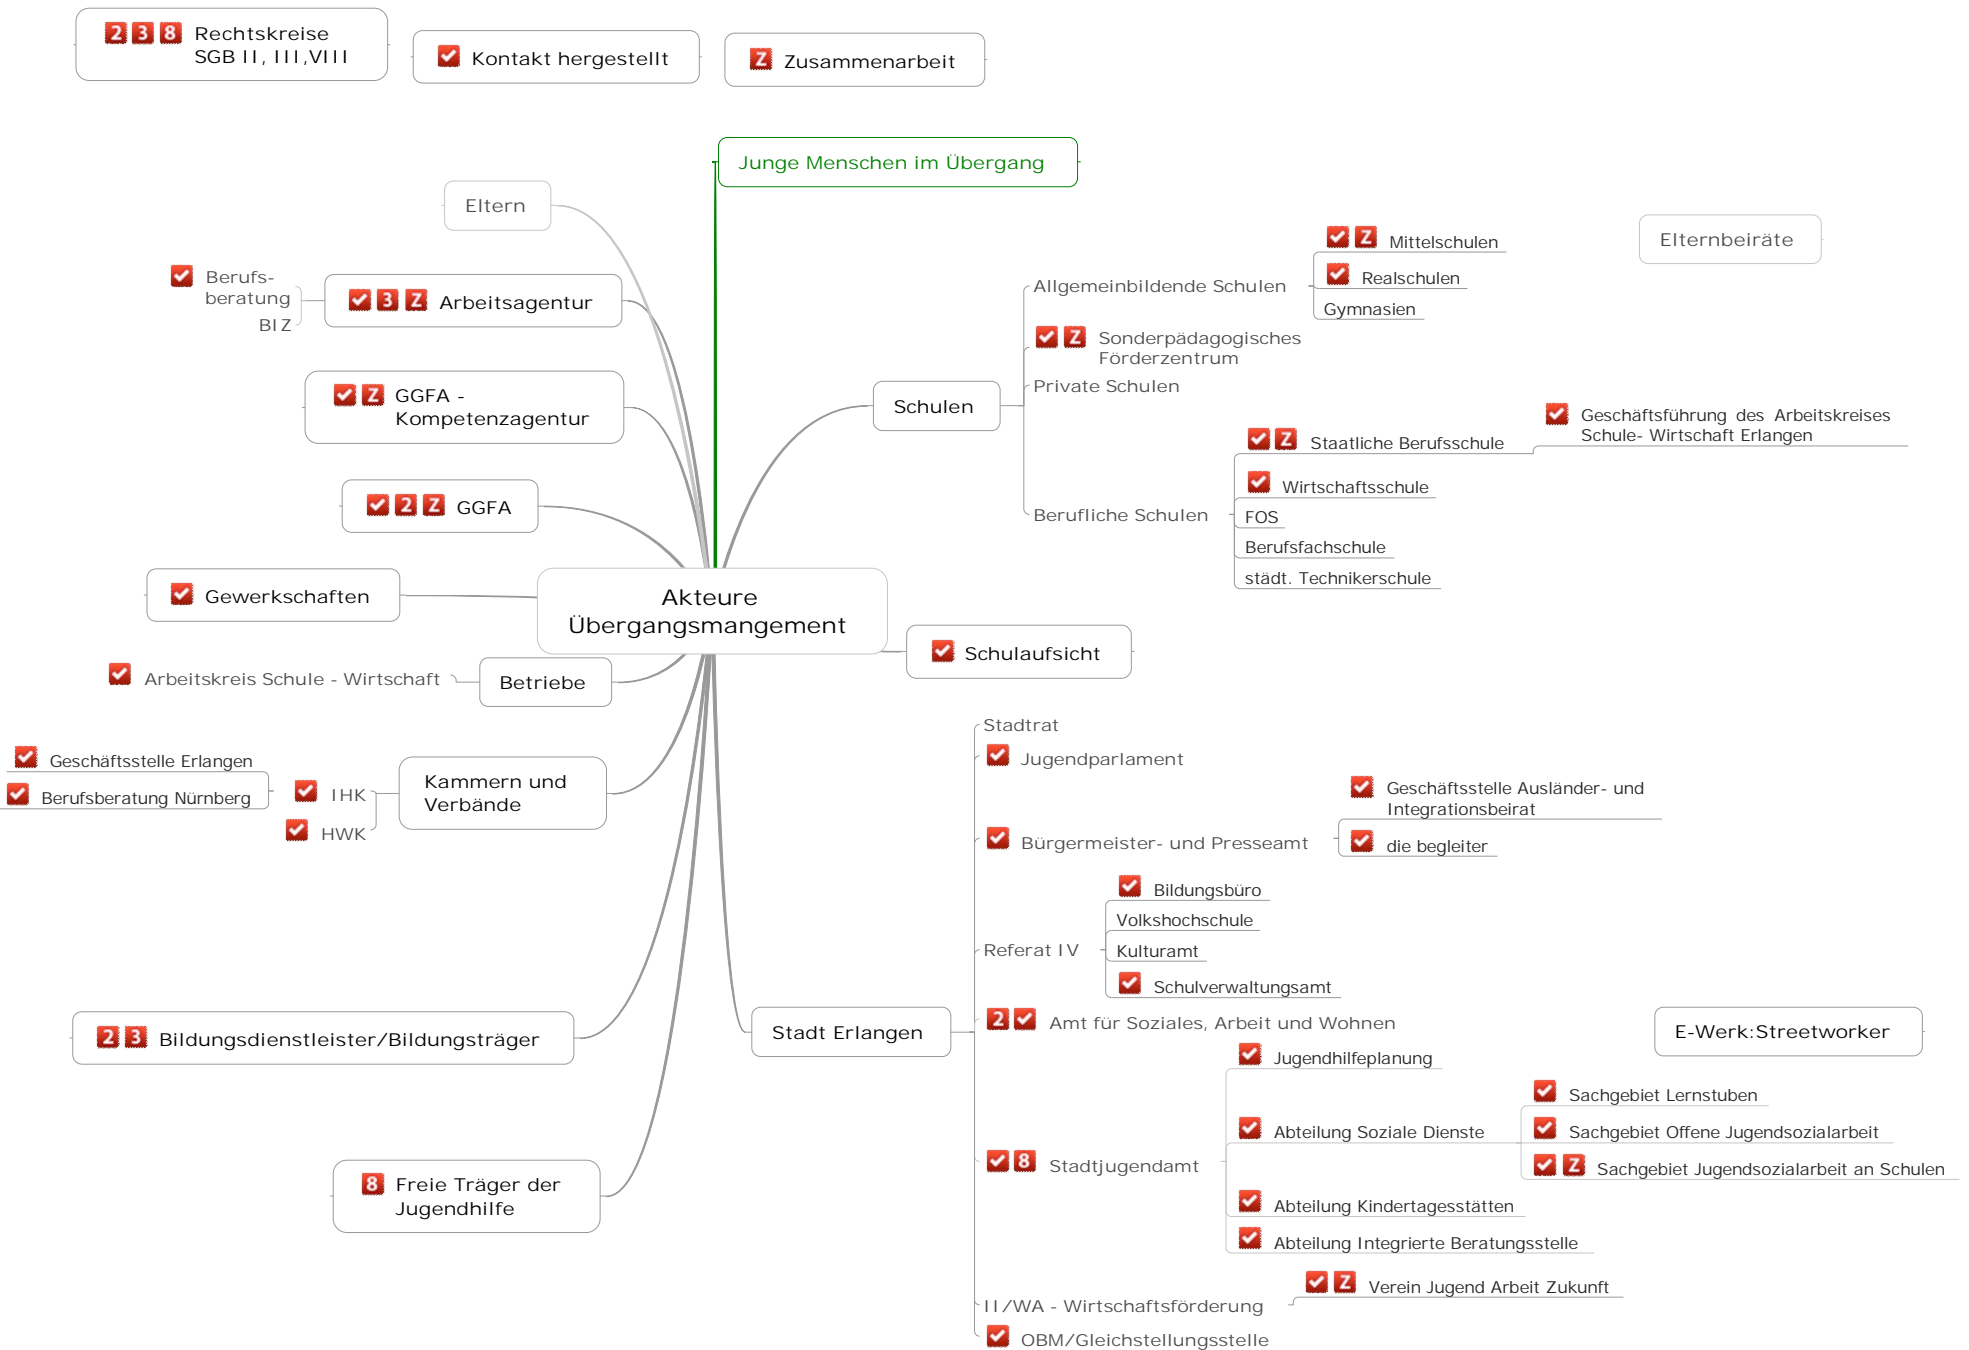 2 3 8 Rechtskreise
SGB II, III,VIII
Kontakt hergestellt
Z Zusammenarbeit
Junge Menschen im Übergang
Eltern
Berufs-
beratung
BIZ
3 Z Arbeitsagentur
Z GGFA -
Kompetenzagentur
2 Z GGFA
Gewerkschaften
Akteure
Übergangsmangement
Arbeitskreis Schule - Wirtschaft
Betriebe
Geschäftsstelle Erlangen
Berufsberatung Nürnberg
IHK
HWK
Kammern und
Verbände
2 3 Bildungsdienstleister/Bildungsträger
8 Freie Träger der
Jugendhilfe
Schulen
Allgemeinbildende Schulen
Z Mittelschulen
Realschulen
Gymnasien
Elternbeiräte
Z Sonderpädagogisches
Förderzentrum
Private Schulen
Berufliche Schulen
Z Staatliche Berufsschule
Geschäftsführung des Arbeitskreises
Schule- Wirtschaft Erlangen
Wirtschaftsschule
FOS
Berufsfachschule
städt. Technikerschule
Schulaufsicht
Stadt Erlangen
Stadtrat
Jugendparlament
Bürgermeister- und Presseamt
Geschäftsstelle Ausländer- und
Integrationsbeirat
die begleiter
Referat IV
Bildungsbüro
Volkshochschule
Kulturamt
Schulverwaltungsamt
2 Amt für Soziales, Arbeit und Wohnen
E-Werk:Streetworker
8 Stadtjugendamt
Jugendhilfeplanung
Abteilung Soziale Dienste
Sachgebiet Lernstuben
Sachgebiet Offene Jugendsozialarbeit
Z Sachgebiet Jugendsozialarbeit an Schulen
Abteilung Kindertagesstätten
Abteilung Integrierte Beratungsstelle
II/WA - Wirtschaftsförderung
Z Verein Jugend Arbeit Zukunft
OBM/Gleichstellungsstelle